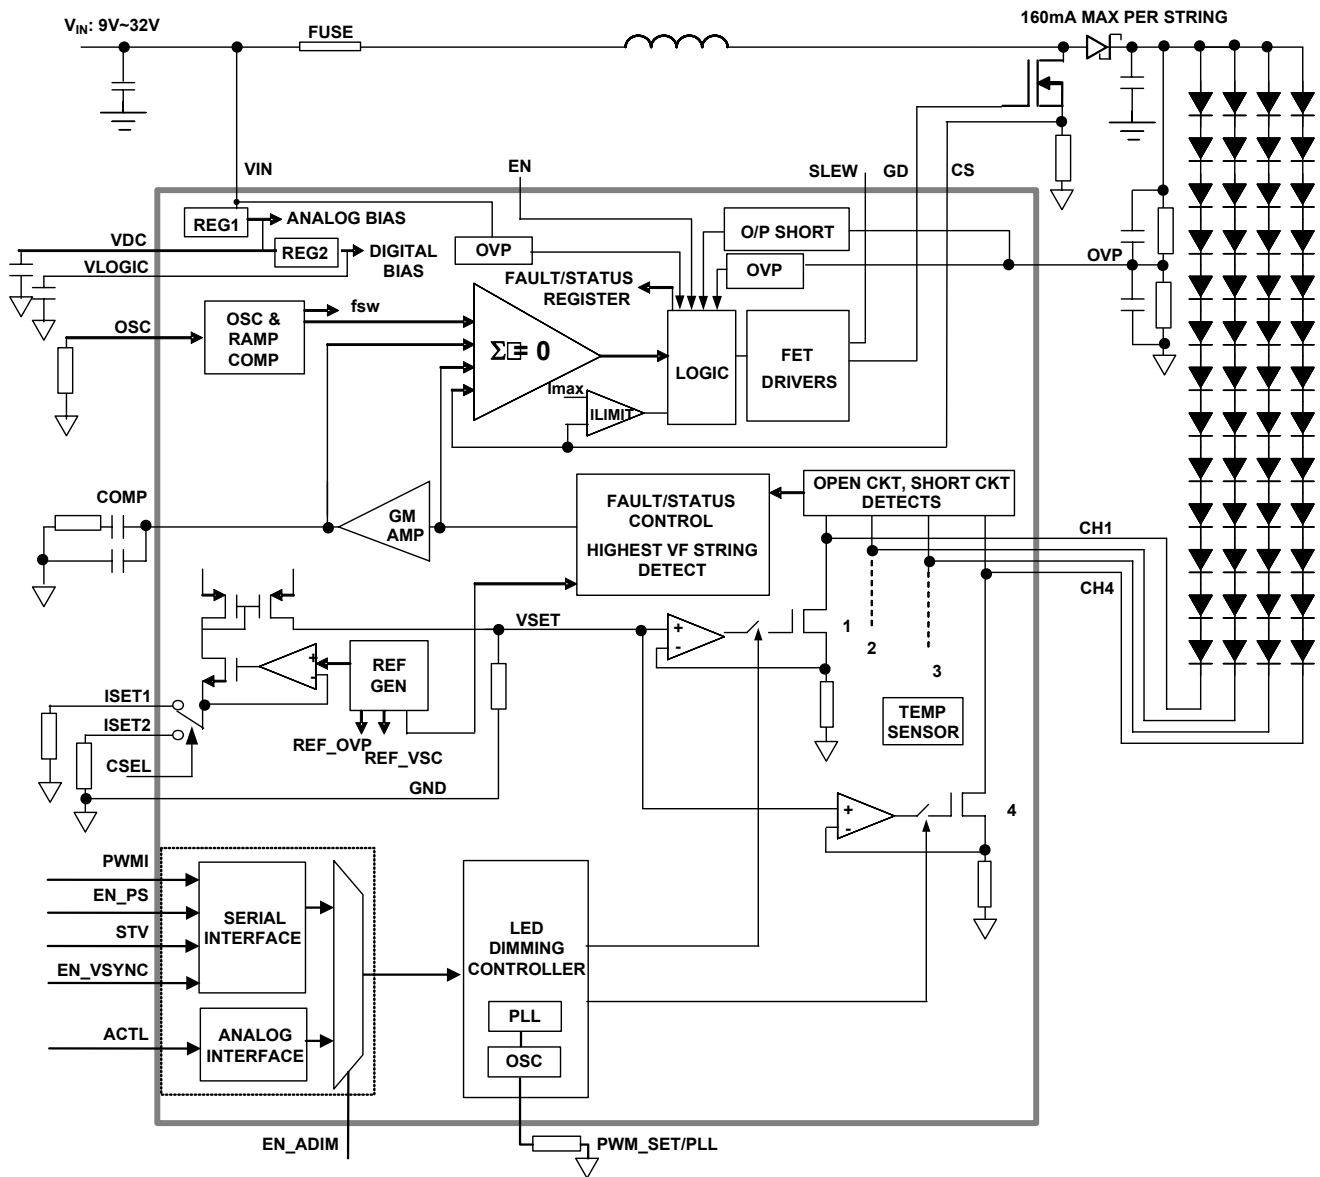 160mA MAX PER STRING
VIN: 9V~32V
FUSE
VIN
EN
SLEW
GD
CS
REG1
ANALOG BIAS
O/P SHORT
VDC
REG2
DIGITAL
BIAS
OVP
OVP
OVP
VLOGIC
FAULT/STATUS
REGISTER
OSC
OSC &
RAMP
COMP
fsw
Σ = 0
LOGIC
FET
DRIVERS
Imax
ILIMIT
COMP
GM
AMP
FAULT/STATUS
CONTROL
HIGHEST VF STRING
DETECT
OPEN CKT, SHORT CKT
DETECTS
CH1
CH4
VSET
+
-
1
2
3
+
-
REF
GEN
ISET1
ISET2
CSEL
REF_OVP
REF_VSC
GND
TEMP
SENSOR
+
-
4
PWMI
EN_PS
STV
EN_VSYNC
SERIAL
INTERFACE
ACTL
ANALOG
INTERFACE
LED
DIMMING
CONTROLLER
PLL
OSC
EN_ADIM
PWM_SET/PLL